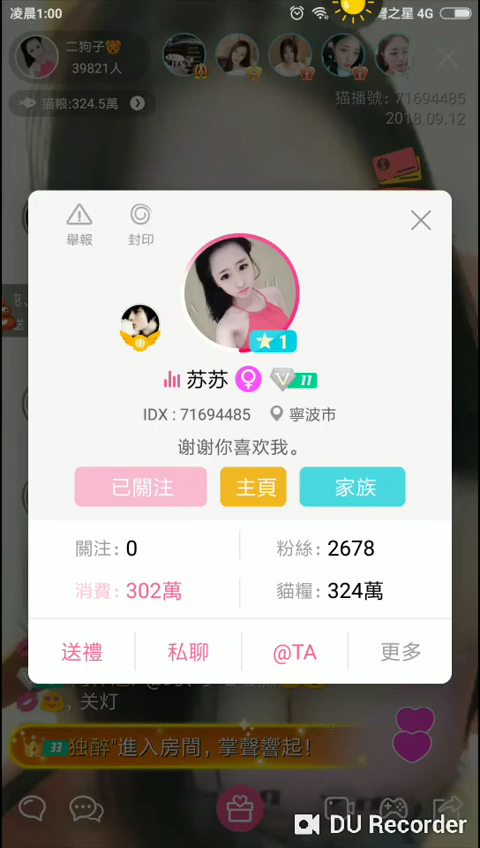 凌晨1:00
灣之星 4G
二狗子
39821人
猫粮:324.5萬
猫播號: 71694485
2018.09.12
舉報
封印
1
苏苏
V 11
IDX : 71694485
寧波市
谢谢你喜欢我。
已關注
主頁
家族
關注: 0
粉絲: 2678
消費: 302萬
貓糧: 324萬
送禮
私聊
@TA
更多
, 关灯
33 独醉"進入房間, 掌聲響起!
DU Recorder